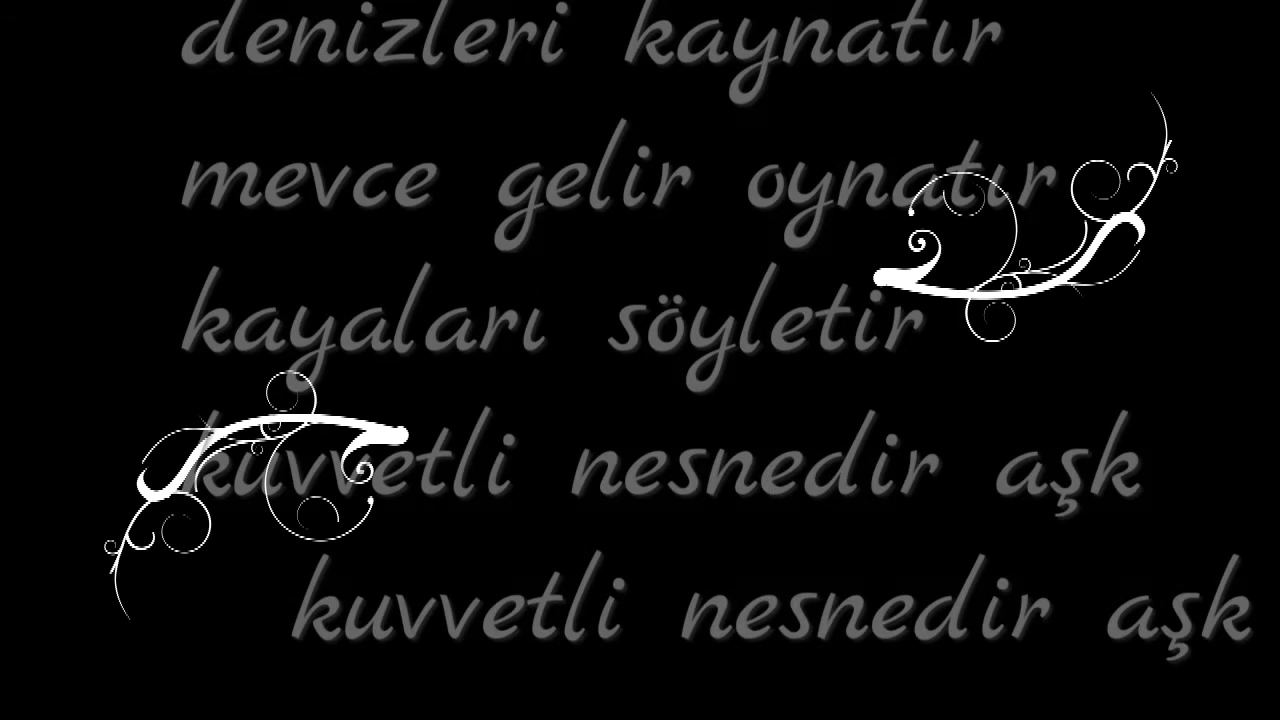 denizleri kaynatır
mevce gelir oynatır
kayaları söyletir
kuvvetli nesnedir aşk
kuvvetli nesnedir aşk